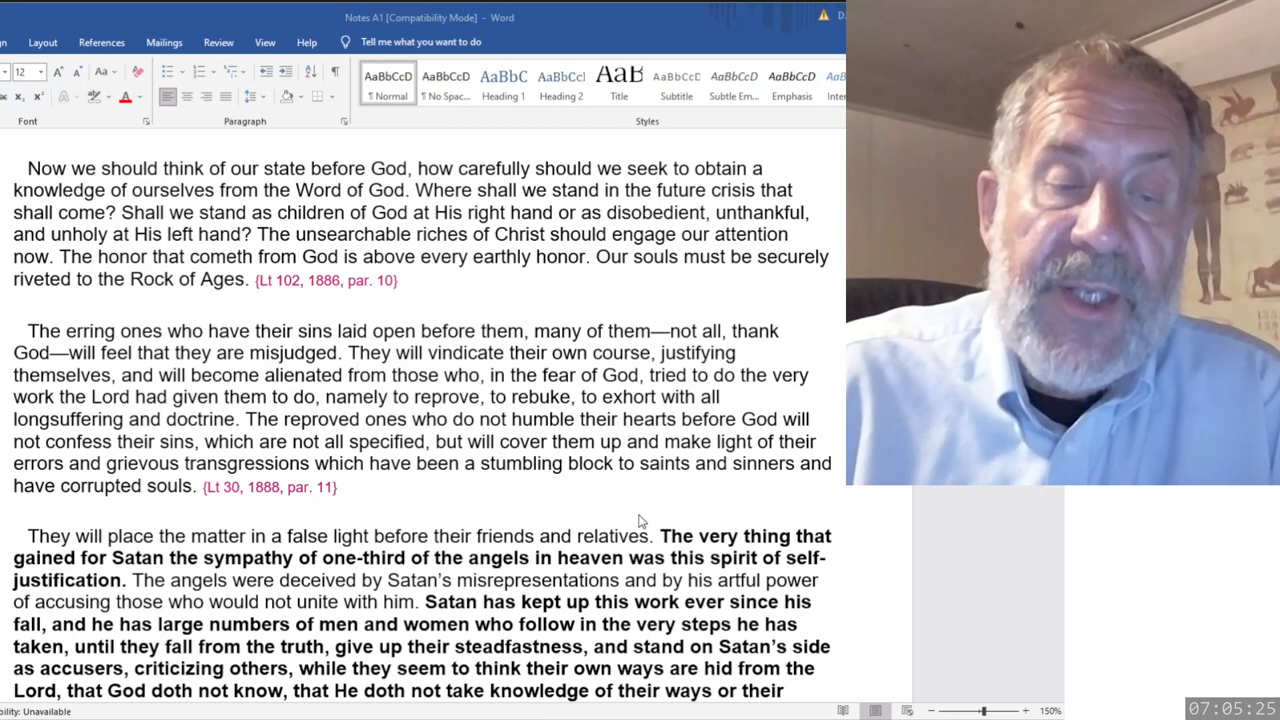 Notes A1 [Compatibility Mode] - Word
D.
gn Layout References Mailings Review View Help Tell me what you want to do
12 Aa
AaBbCcD AaBbCcD AaBbC AaBbCc AaB AaBbCcD AaBbCcD AaBbCcD AaBb
¶ Normal ¶ No Spac... Heading 1 Heading 2 Title Subtitle Subtle Em... Emphasis Inter
Font Paragraph Styles
Now we should think of our state before God, how carefully should we seek to obtain a
knowledge of ourselves from the Word of God. Where shall we stand in the future crisis that
shall come? Shall we stand as children of God at His right hand or as disobedient, unthankful,
and unholy at His left hand? The unsearchable riches of Christ should engage our attention
now. The honor that cometh from God is above every earthly honor. Our souls must be securely
riveted to the Rock of Ages. {Lt 102, 1886, par. 10}
The erring ones who have their sins laid open before them, many of them—not all, thank
God—will feel that they are misjudged. They will vindicate their own course, justifying
themselves, and will become alienated from those who, in the fear of God, tried to do the very
work the Lord had given them to do, namely to reprove, to rebuke, to exhort with all
longsuffering and doctrine. The reproved ones who do not humble their hearts before God will
not confess their sins, which are not all specified, but will cover them up and make light of their
errors and grievous transgressions which have been a stumbling block to saints and sinners and
have corrupted souls. {Lt 30, 1888, par. 11}
They will place the matter in a false light before their friends and relatives. The very thing that
gained for Satan the sympathy of one-third of the angels in heaven was this spirit of self-
justification. The angels were deceived by Satan's misrepresentations and by his artful power
of accusing those who would not unite with him. Satan has kept up this work ever since his
fall, and he has large numbers of men and women who follow in the very steps he has
taken, until they fall from the truth, give up their steadfastness, and stand on Satan's side
as accusers, criticizing others, while they seem to think their own ways are hid from the
Lord, that God doth not know, that He doth not take knowledge of their ways or their
bility: Unavailable
150%
07:05:25